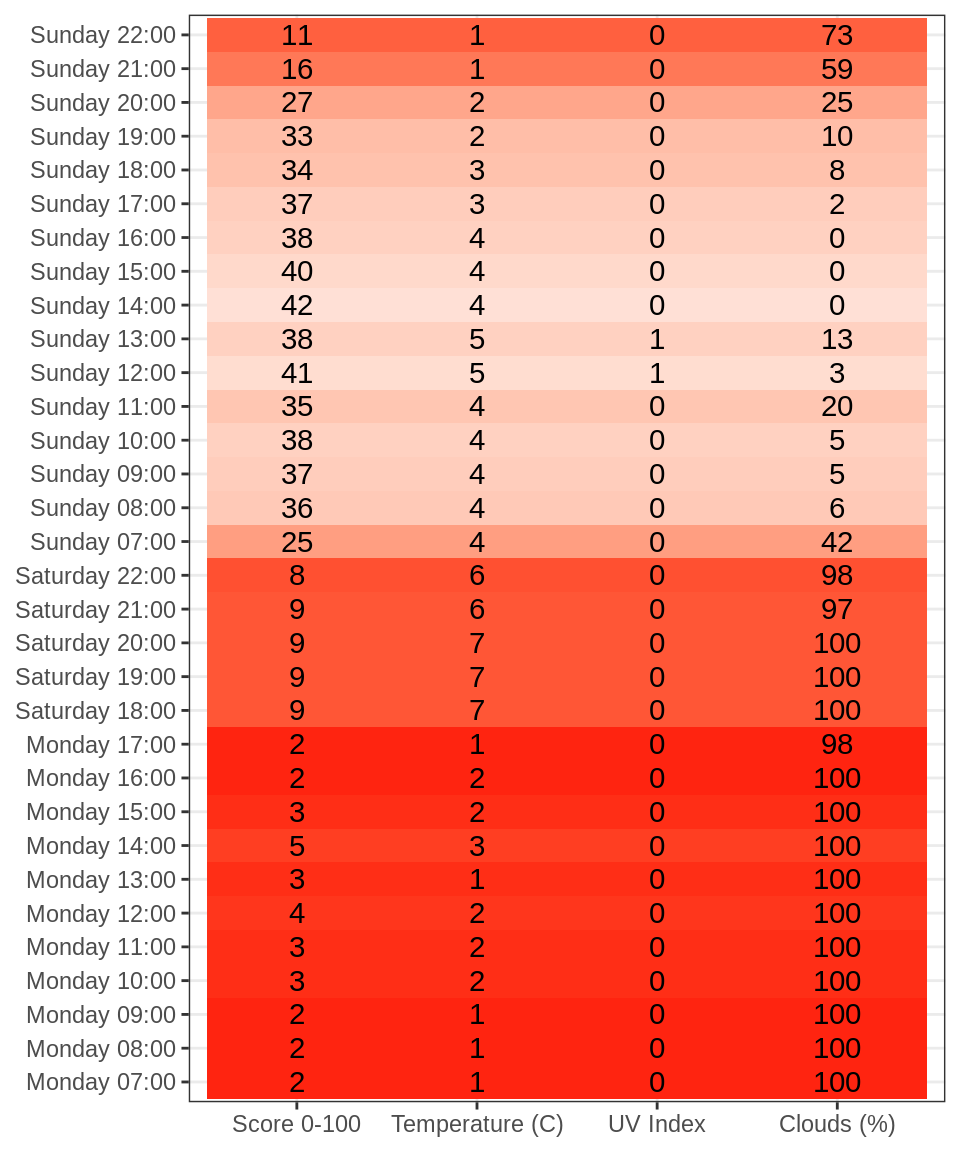 Sunday 22:00 11 1 0 73
Sunday 21:00 16 1 0 59
Sunday 20:00 27 2 0 25
Sunday 19:00 33 2 0 10
Sunday 18:00 34 3 0 8
Sunday 17:00 37 3 0 2
Sunday 16:00 38 4 0 0
Sunday 15:00 40 4 0 0
Sunday 14:00 42 4 0 0
Sunday 13:00 38 5 1 13
Sunday 12:00 41 5 1 3
Sunday 11:00 35 4 0 20
Sunday 10:00 38 4 0 5
Sunday 09:00 37 4 0 5
Sunday 08:00 36 4 0 6
Sunday 07:00 25 4 0 42
Saturday 22:00 8 6 0 98
Saturday 21:00 9 6 0 97
Saturday 20:00 9 7 0 100
Saturday 19:00 9 7 0 100
Saturday 18:00 9 7 0 100
Monday 17:00 2 1 0 98
Monday 16:00 2 2 0 100
Monday 15:00 3 2 0 100
Monday 14:00 5 3 0 100
Monday 13:00 3 1 0 100
Monday 12:00 4 2 0 100
Monday 11:00 3 2 0 100
Monday 10:00 3 2 0 100
Monday 09:00 2 1 0 100
Monday 08:00 2 1 0 100
Monday 07:00 2 1 0 100
Score 0-100 Temperature (C) UV Index Clouds (%)